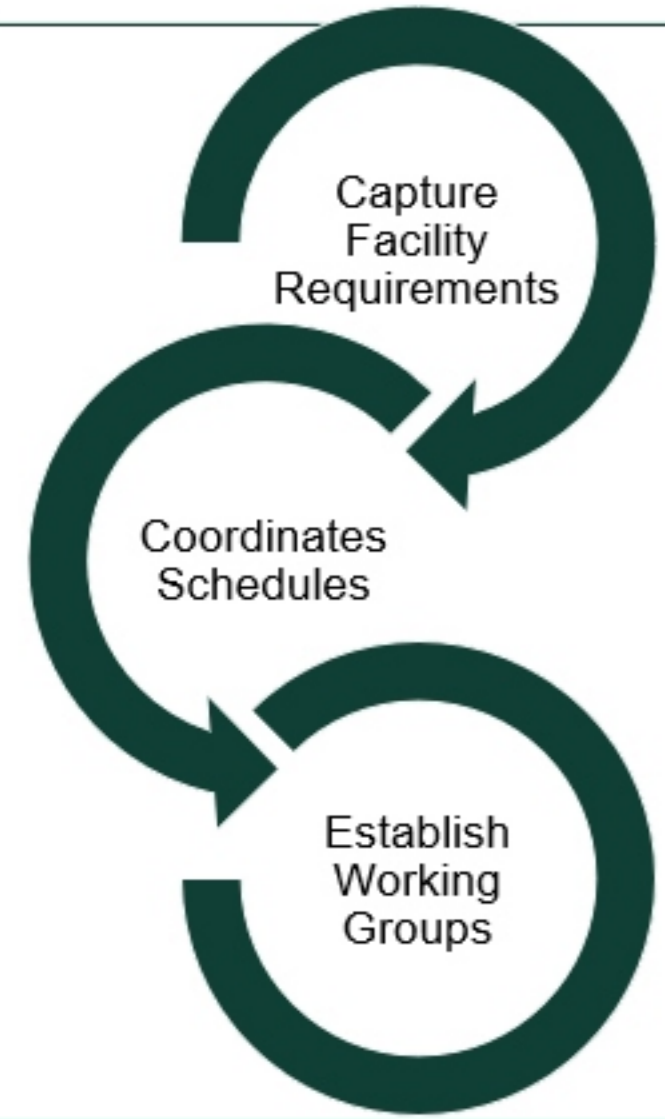 Capture
Facility
Requirements
Coordinates
Schedules
Establish
Working
Groups